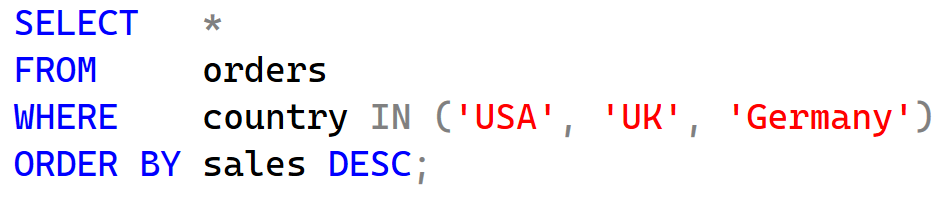 SELECT   *
FROM     orders
WHERE    country IN ('USA', 'UK', 'Germany')
ORDER BY sales DESC;